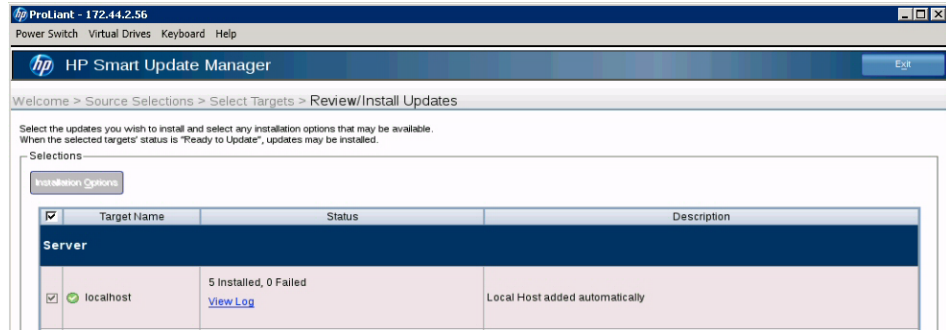 hp ProLiant - 172.44.2.56
Power Switch Virtual Drives Keyboard Help
hp HP Smart Update Manager Exit
Welcome > Source Selections > Select Targets > Review/Install Updates
Select the updates you wish to install and select any installation options that may be available.
When the selected targets' status is "Ready to Update", updates may be installed.
Selections
Installation Options
Target Name Status Description
Server
5 Installed, 0 Failed
localhost Local Host added automatically
View Log